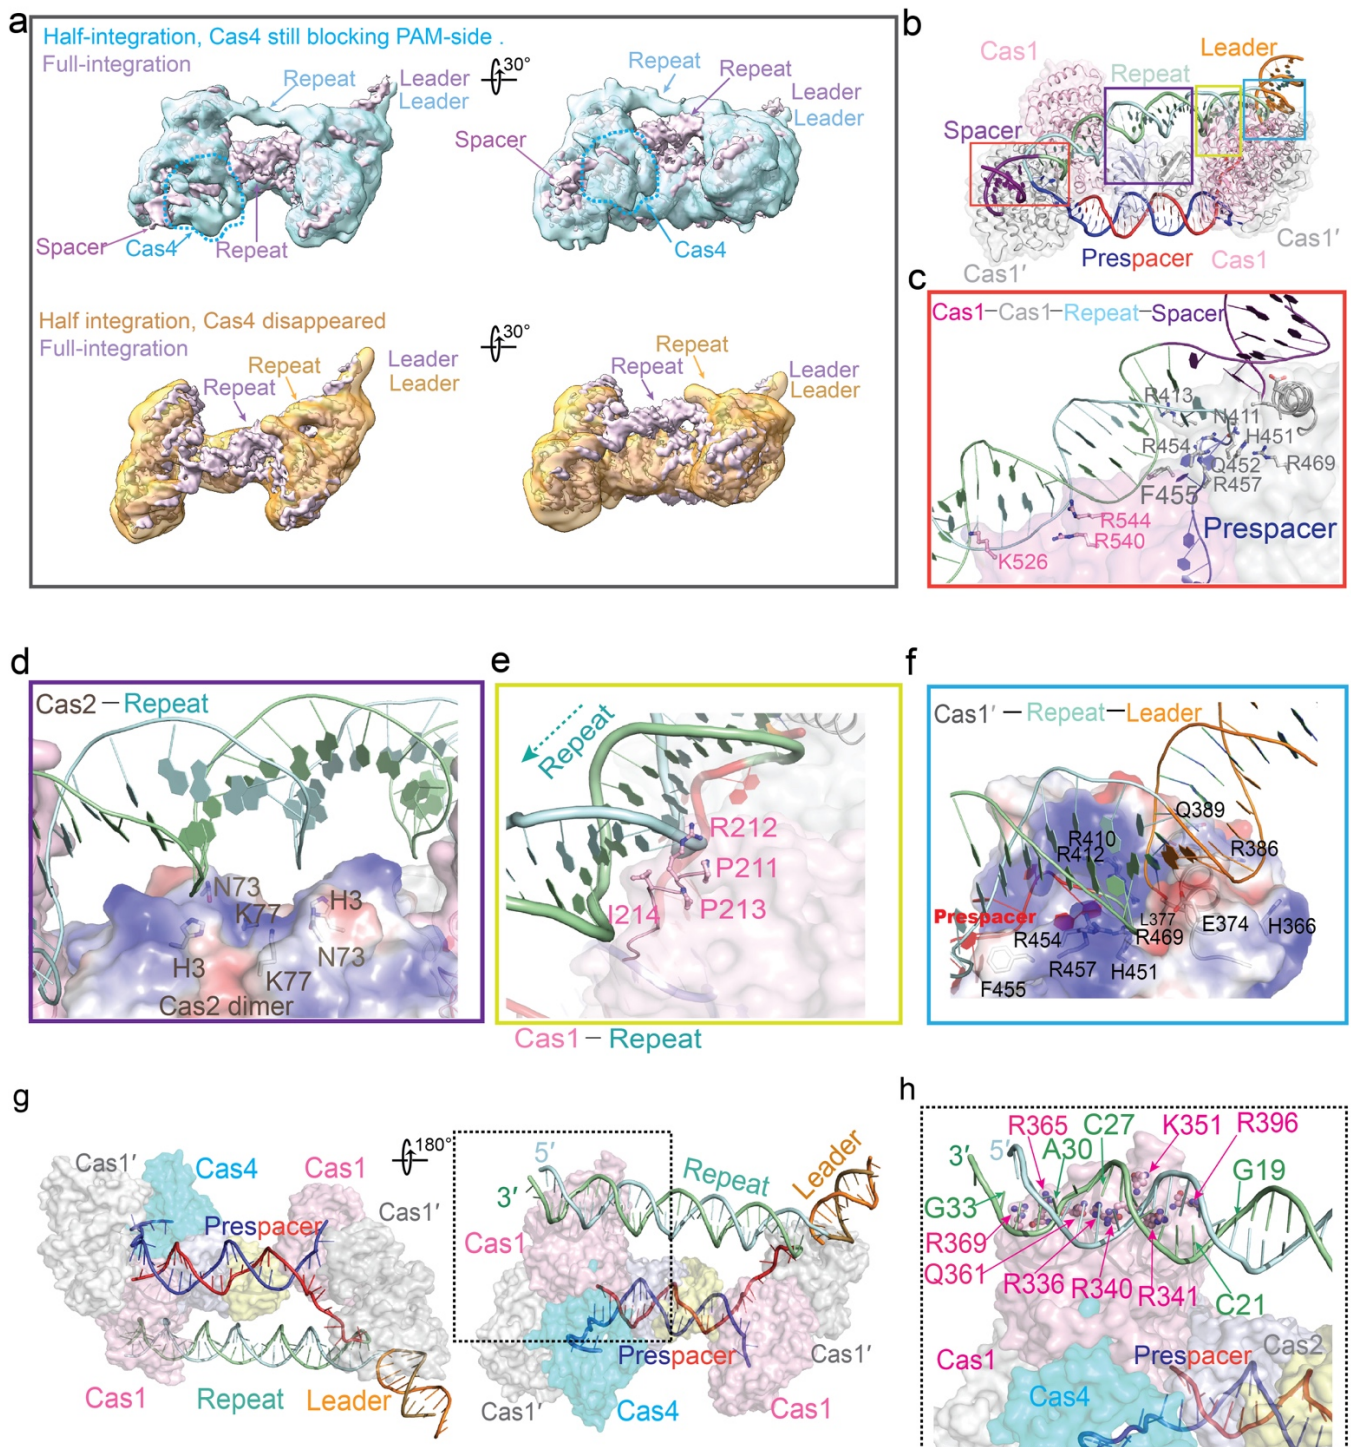 a
Half-integration, Cas4 still blocking PAM-side .
Full-integration
Repeat
Leader
Leader
30°
Repeat
Repeat
Leader
Leader
Spacer
Spacer
Cas4
Repeat
Cas4
Half integration, Cas4 disappeared
Full-integration
Repeat
Repeat
Leader
Leader
30°
Repeat
Repeat
Leader
Leader
b
Cas1
Leader
Repeat
Spacer
Cas1′
Prespacer
Cas1
Cas1′
c
Cas1–Cas1–Repeat–Spacer
R413
N411
R454
H451
Q452
R469
F455
R457
R544
R540
K526
Prespacer
d
Cas2 – Repeat
N73
K77
H3
H3
N73
K77
Cas2 dimer
e
Repeat
R212
P211
P213
I214
Cas1 – Repeat
f
Cas1′ – Repeat – Leader
Q389
R410
R412
R386
Prespacer
L377
E374
H366
R454
R469
R457
H451
F455
g
Cas1′
Cas4
Cas1
180°
Cas1′
Prespacer
Cas1
Repeat
Leader
5′
3′
Repeat
Leader
Cas1
Prespacer
Cas1′
Cas1′
Cas4
Cas1
h
R365
C27
K351
R396
3′
5′
A30
G19
G33
R369
Q361
R336
R340
R341
C21
Cas1
Prespacer
Cas2
Cas4